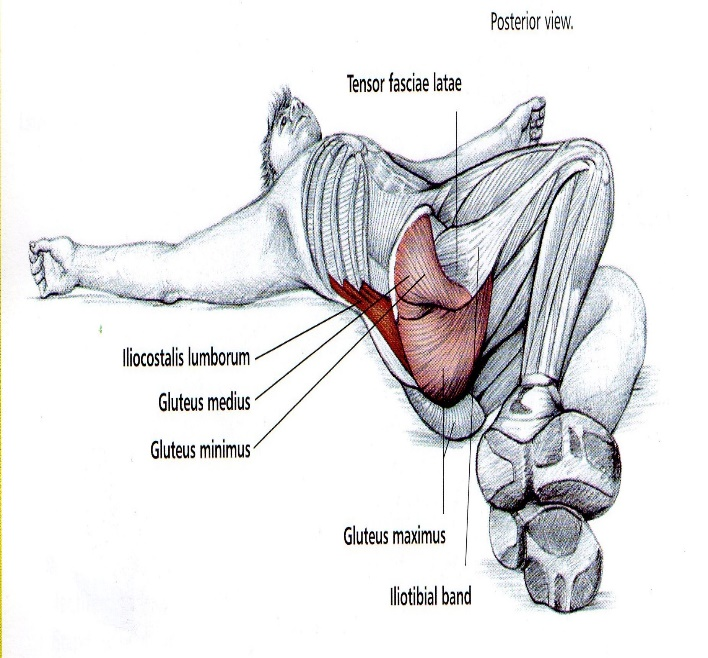 Posterior view.
Tensor fasciae latae
Iliocostalis lumborum
Gluteus medius
Gluteus minimus
Gluteus maximus
Iliotibial band